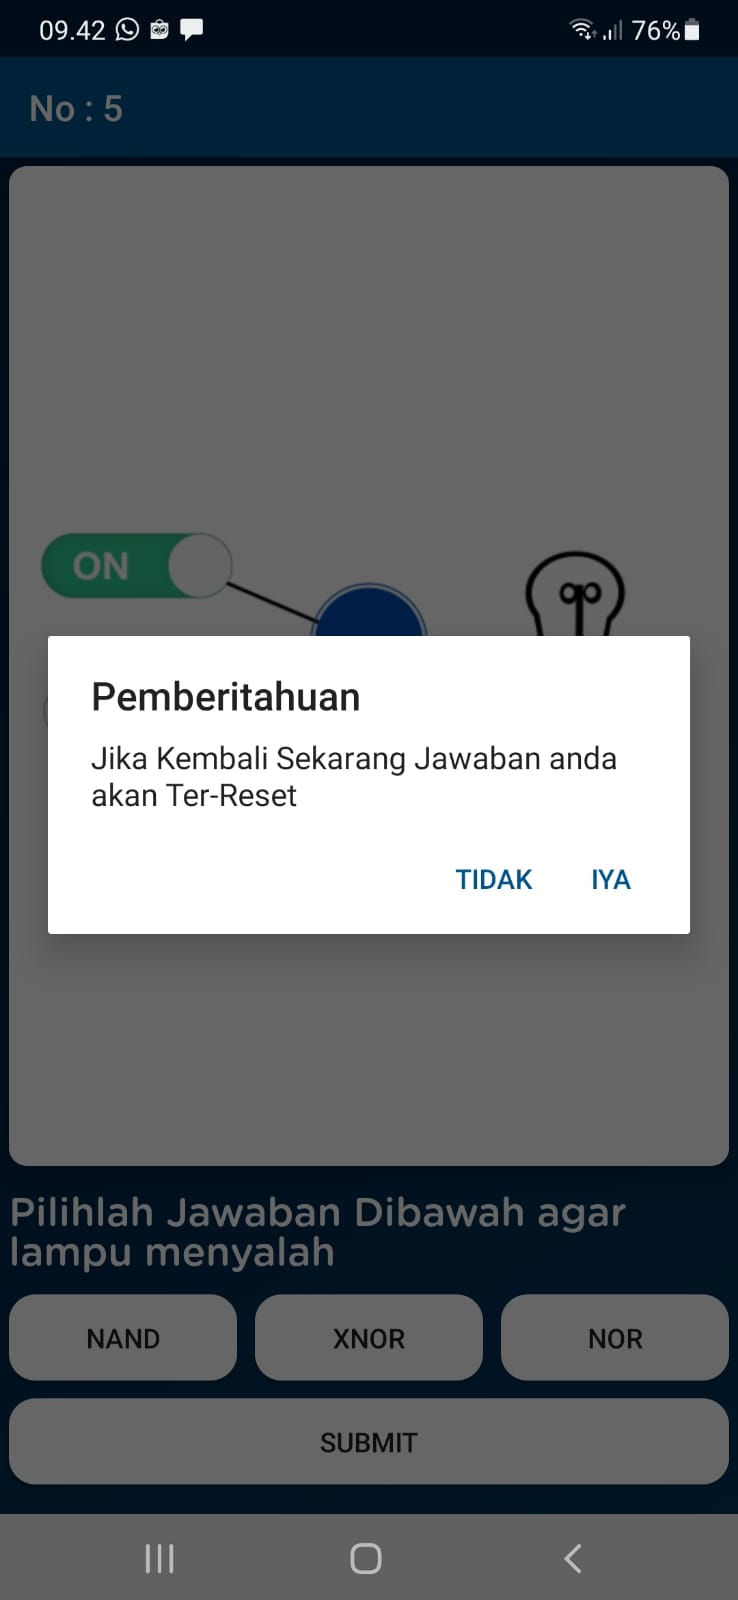 09.42
76%
No : 5
ON
Pemberitahuan
Jika Kembali Sekarang Jawaban anda
akan Ter-Reset
TIDAK IYA
Pilihlah Jawaban Dibawah agar
lampu menyalah
NAND XNOR NOR
SUBMIT